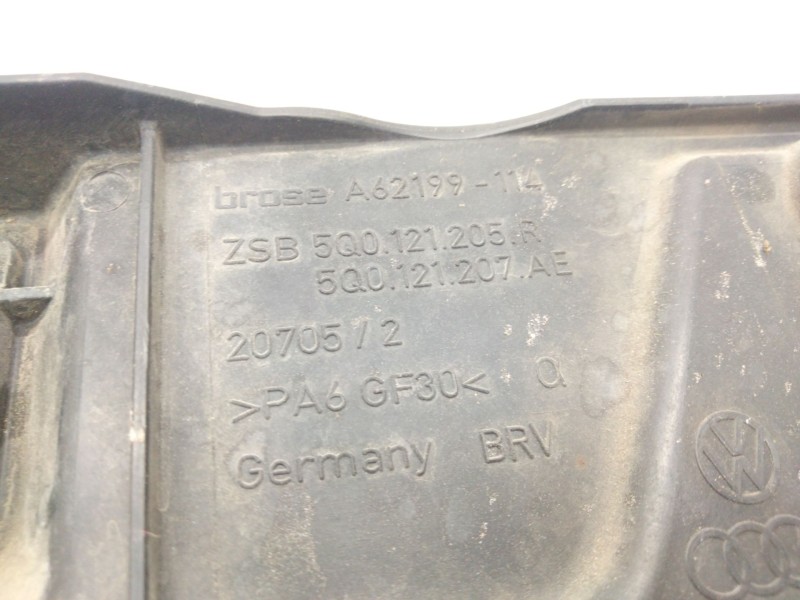 brose A62199-114
ZSB 5Q0.121.205.R
5Q0.121.207.AE
20705/2
>PA6 GF30< a
Germany BRV